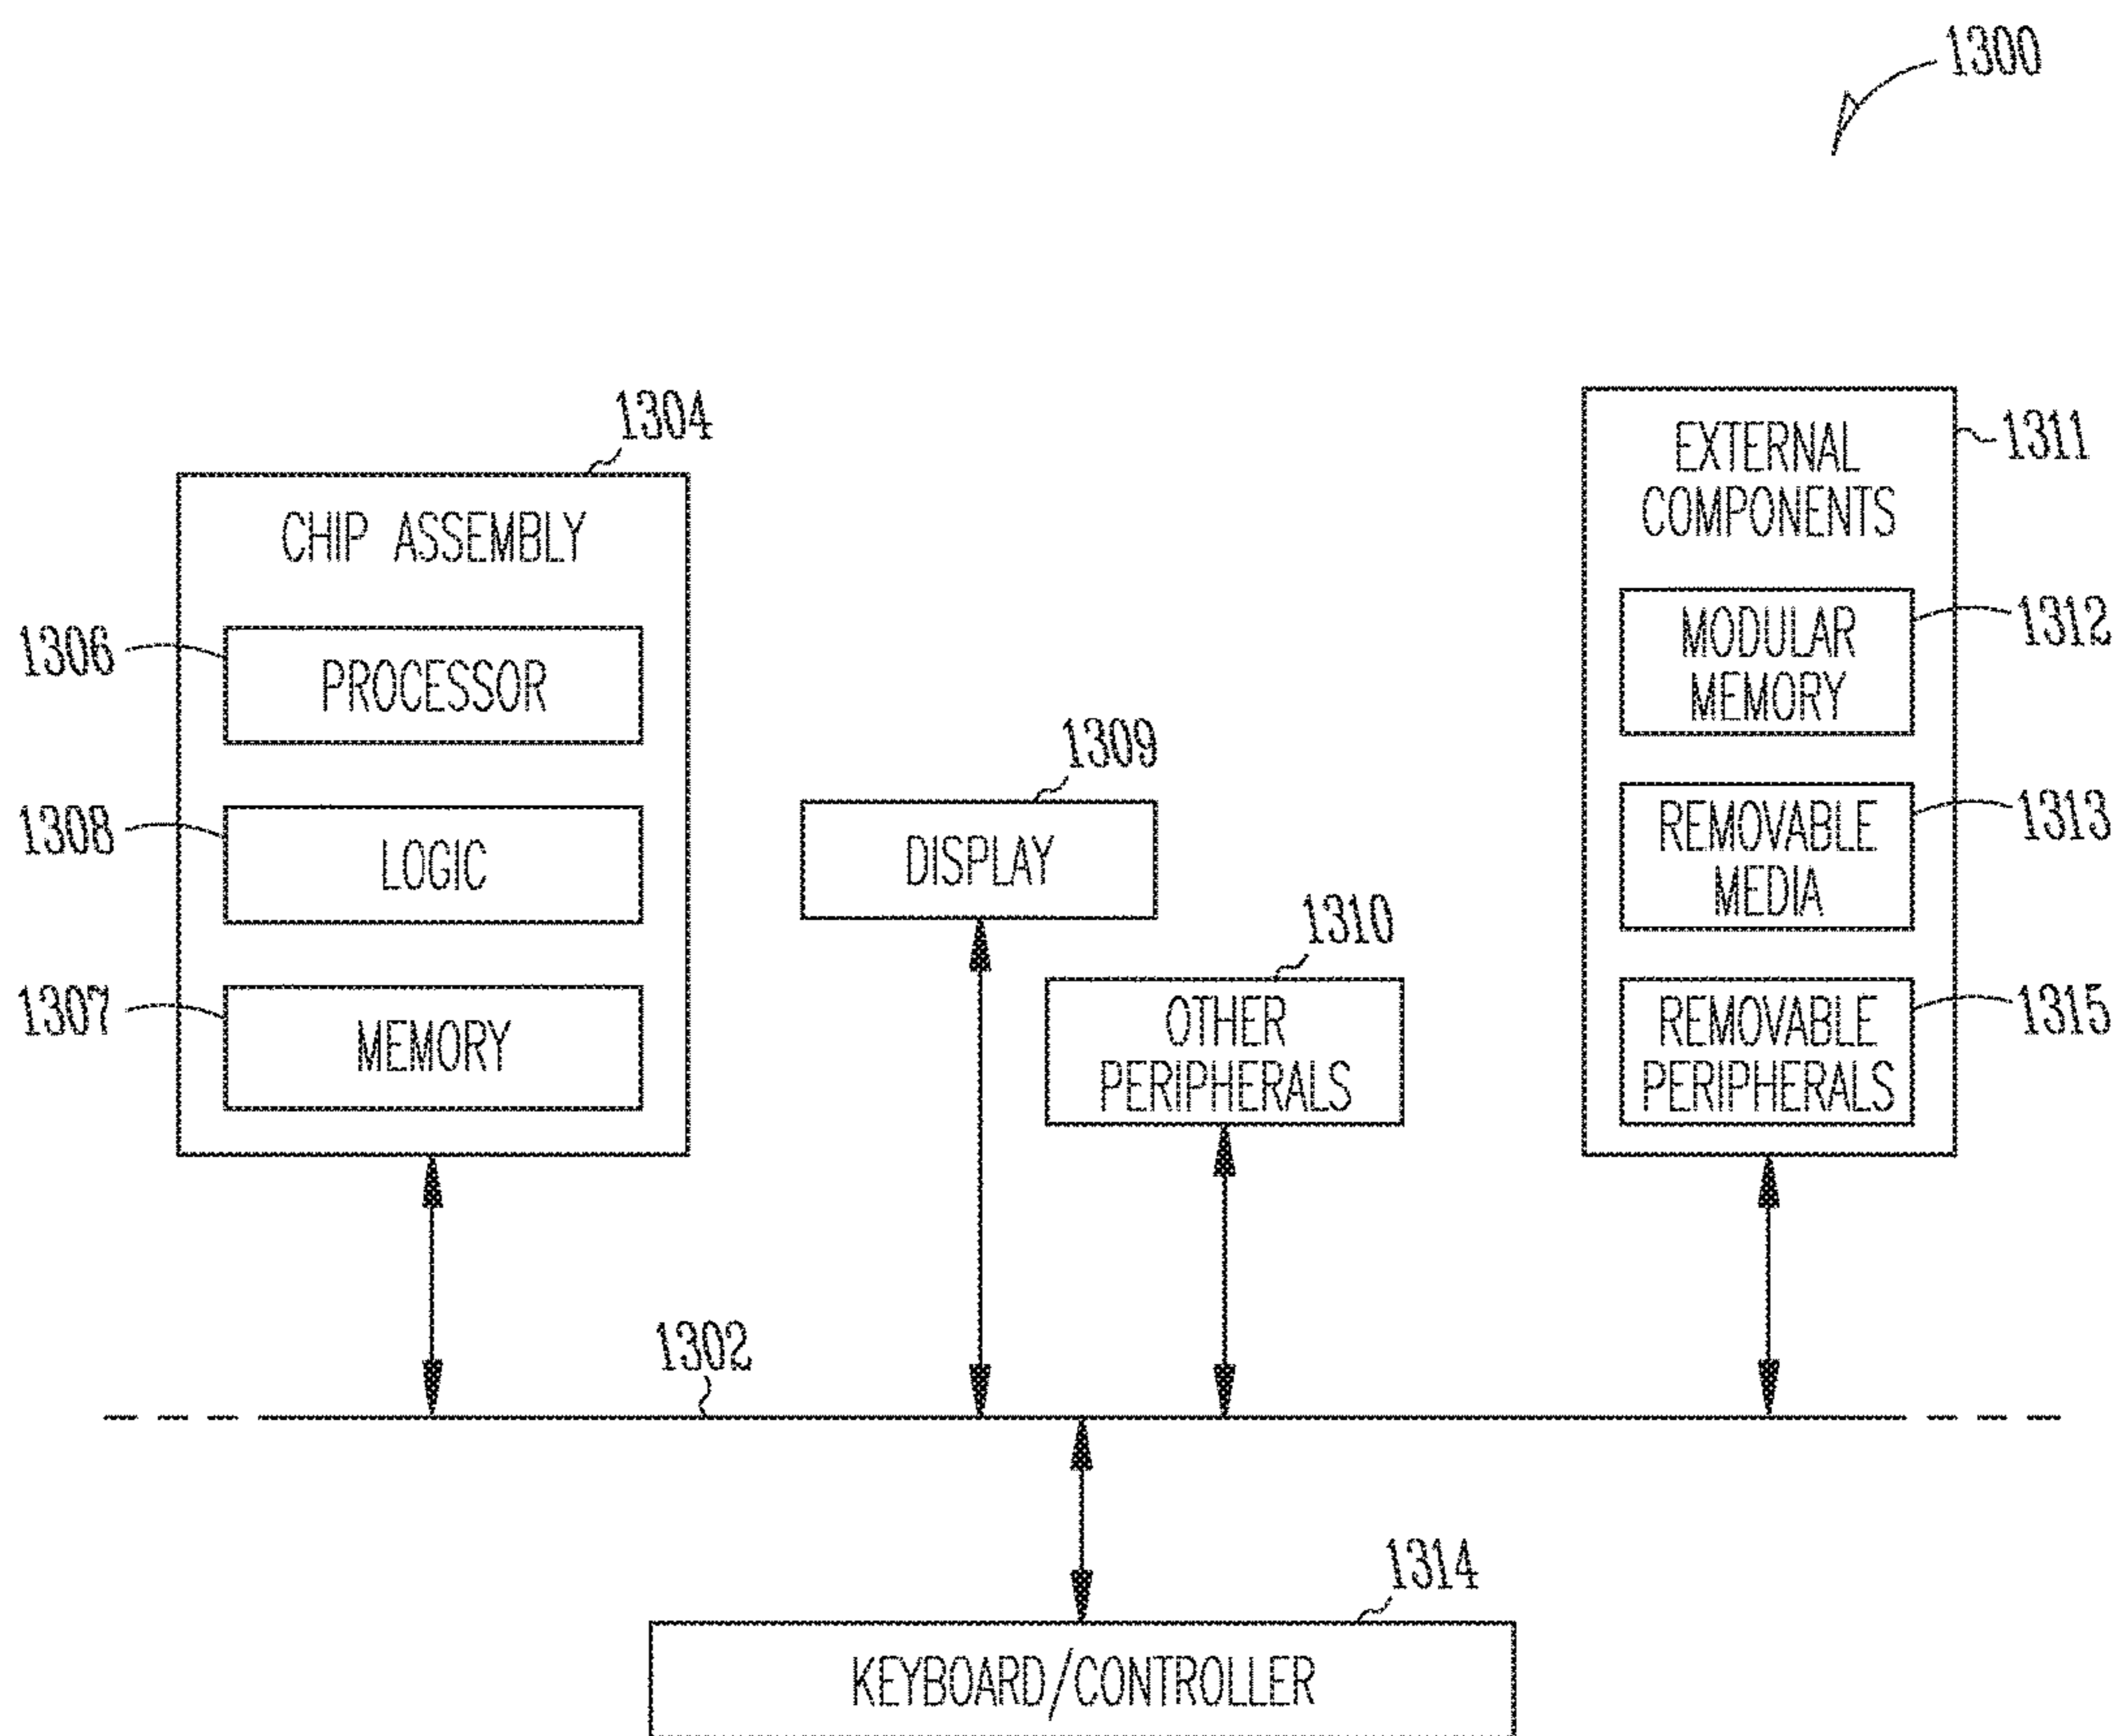 1300
1304
CHIP ASSEMBLY
1306
PROCESSOR
1308
LOGIC
1307
MEMORY
1309
DISPLAY
1310
OTHER
PERIPHERALS
1311
EXTERNAL
COMPONENTS
1312
MODULAR
MEMORY
1313
REMOVABLE
MEDIA
1315
REMOVABLE
PERIPHERALS
1302
1314
KEYBOARD/CONTROLLER